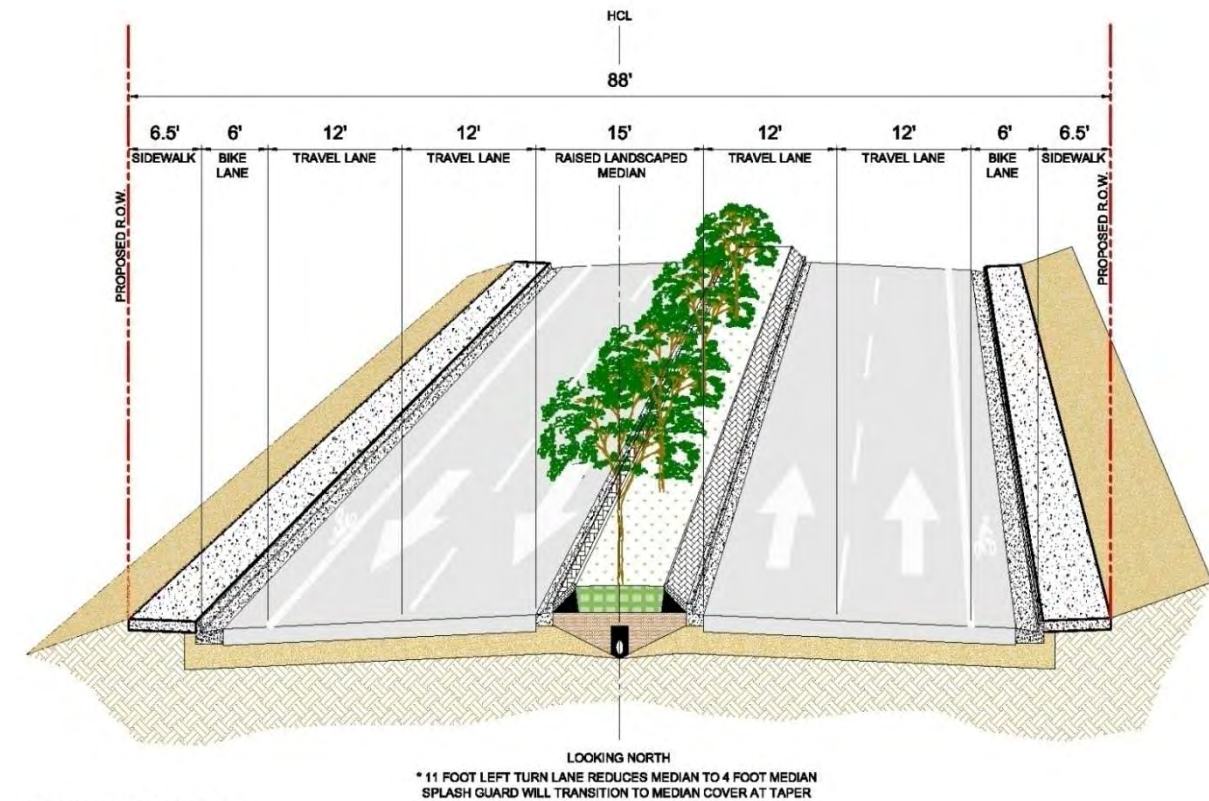 HCL
88'
6.5' 6' 12' 12' 15' 12' 12' 6' 6.5'
SIDEWALK BIKE LANE TRAVEL LANE TRAVEL LANE RAISED LANDSCAPED MEDIAN TRAVEL LANE TRAVEL LANE BIKE LANE SIDEWALK
PROPOSED R.O.W.
PROPOSED R.O.W.
LOOKING NORTH
* 11 FOOT LEFT TURN LANE REDUCES MEDIAN TO 4 FOOT MEDIAN
SPLASH GUARD WILL TRANSITION TO MEDIAN COVER AT TAPER